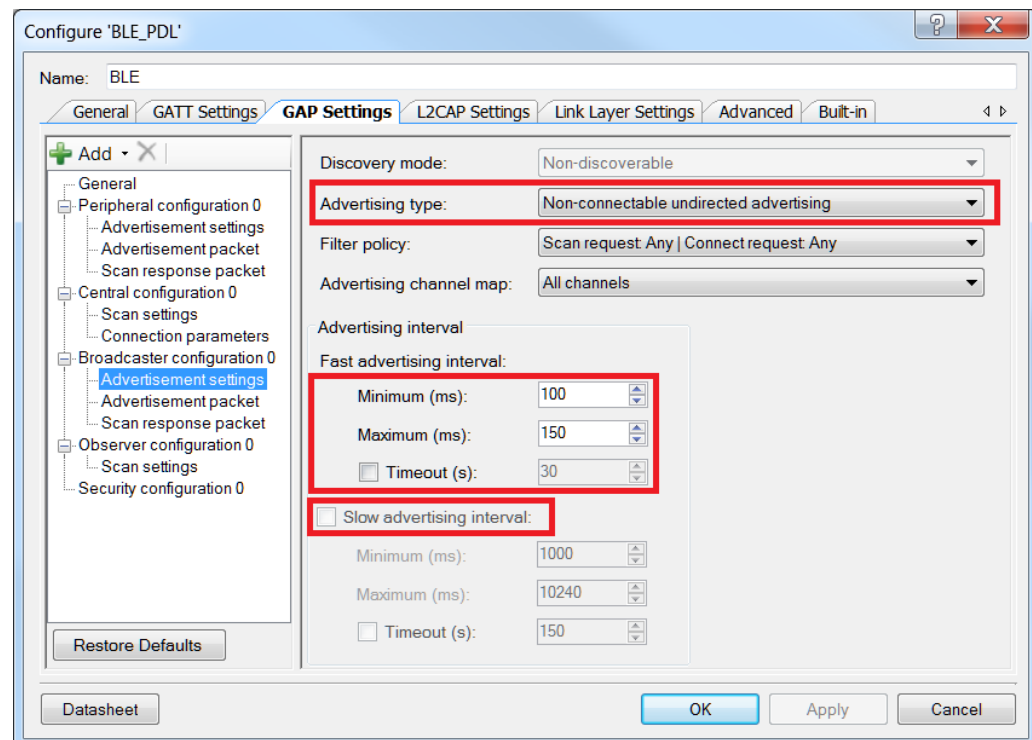 Configure 'BLE_PDL'
Name: BLE
General GATT Settings GAP Settings L2CAP Settings Link Layer Settings Advanced Built-in
Add
General
Peripheral configuration 0
Advertisement settings
Advertisement packet
Scan response packet
Central configuration 0
Scan settings
Connection parameters
Broadcaster configuration 0
Advertisement settings
Advertisement packet
Scan response packet
Observer configuration 0
Scan settings
Security configuration 0
Restore Defaults
Discovery mode: Non-discoverable
Advertising type: Non-connectable undirected advertising
Filter policy: Scan request: Any | Connect request: Any
Advertising channel map: All channels
Advertising interval
Fast advertising interval:
Minimum (ms): 100
Maximum (ms): 150
Timeout (s): 30
Slow advertising interval:
Minimum (ms): 1000
Maximum (ms): 10240
Timeout (s): 150
Datasheet OK Apply Cancel